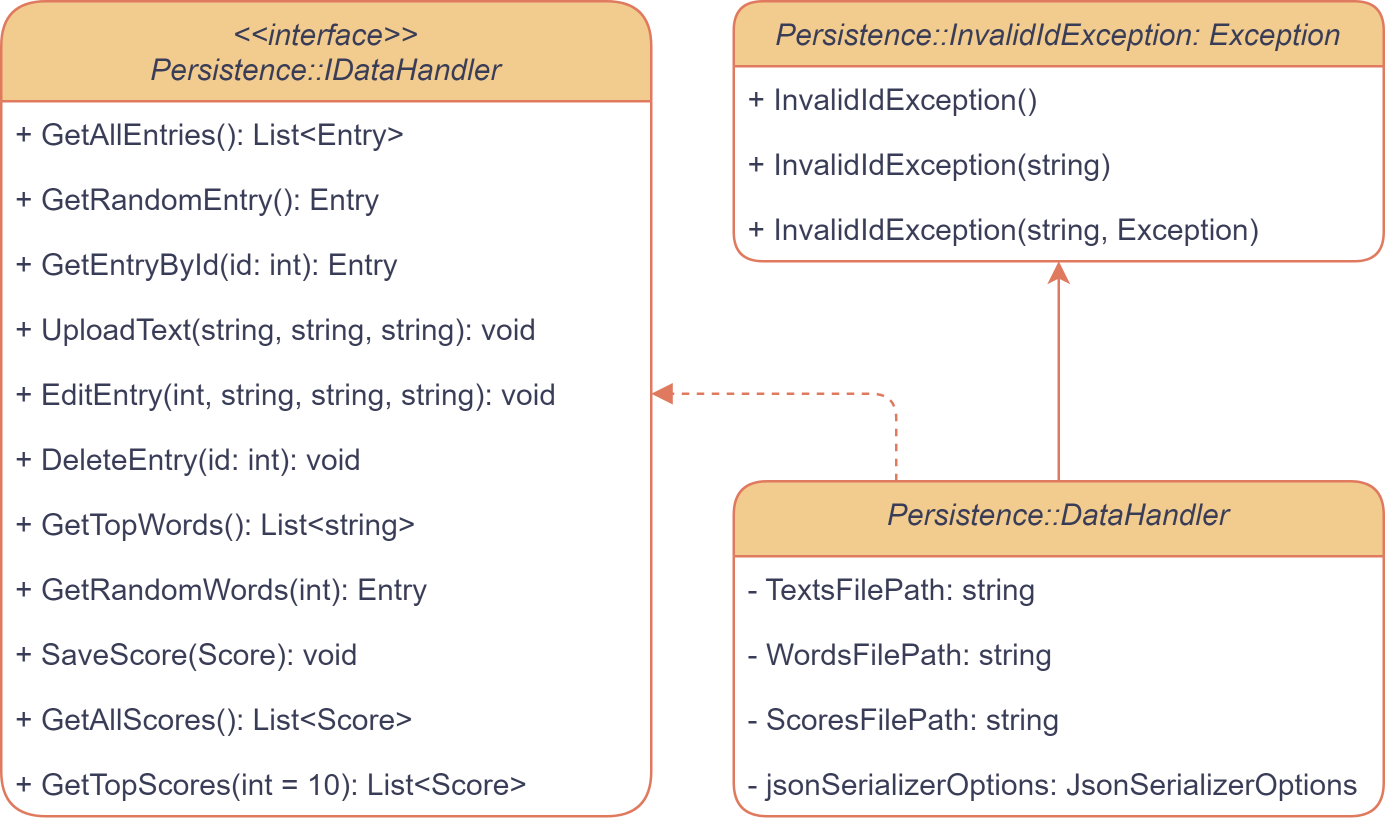 <<interface>>
Persistence::IDataHandler
+ GetAllEntries(): List<Entry>
+ GetRandomEntry(): Entry
+ GetEntryById(id: int): Entry
+ UploadText(string, string, string): void
+ EditEntry(int, string, string, string): void
+ DeleteEntry(id: int): void
+ GetTopWords(): List<string>
+ GetRandomWords(int): Entry
+ SaveScore(Score): void
+ GetAllScores(): List<Score>
+ GetTopScores(int = 10): List<Score>
Persistence::InvalidIdException: Exception
+ InvalidIdException()
+ InvalidIdException(string)
+ InvalidIdException(string, Exception)
Persistence::DataHandler
- TextsFilePath: string
- WordsFilePath: string
- ScoresFilePath: string
- jsonSerializerOptions: JsonSerializerOptions